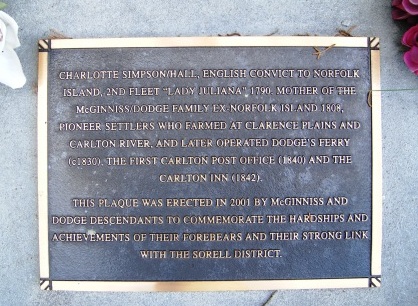 CHARLOTTE SIMPSON/HALL, ENGLISH CONVICT TO NORFOLK
ISLAND, 2ND FLEET "LADY JULIANA" 1790. MOTHER OF THE
McGINNISS/DODGE FAMILY EX-NORFOLK ISLAND 1808,
PIONEER SETTLERS WHO FARMED AT CLARENCE PLAINS AND
CARLTON RIVER, AND LATER OPERATED DODGE'S FERRY
(c1830), THE FIRST CARLTON POST OFFICE (1840) AND THE
CARLTON INN (1842).
THIS PLAQUE WAS ERECTED IN 2001 BY McGINNISS AND
DODGE DESCENDANTS TO COMMEMORATE THE HARDSHIPS AND
ACHIEVEMENTS OF THEIR FOREBEARS AND THEIR STRONG LINK
WITH THE SORELL DISTRICT.